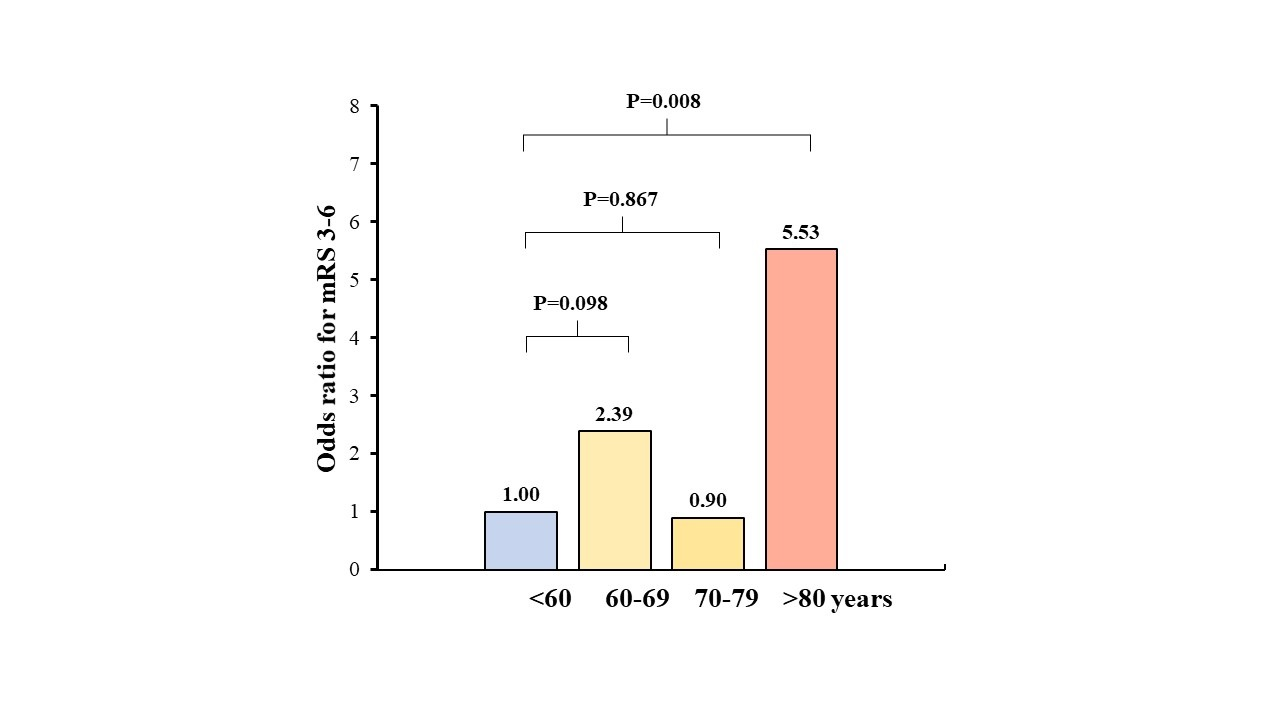 P=0.008
P=0.867
P=0.098
Odds ratio for mRS 3-6
8
7
6
5
4
3
2
1
0
1.00
2.39
0.90
5.53
<60 60-69 70-79 >80 years